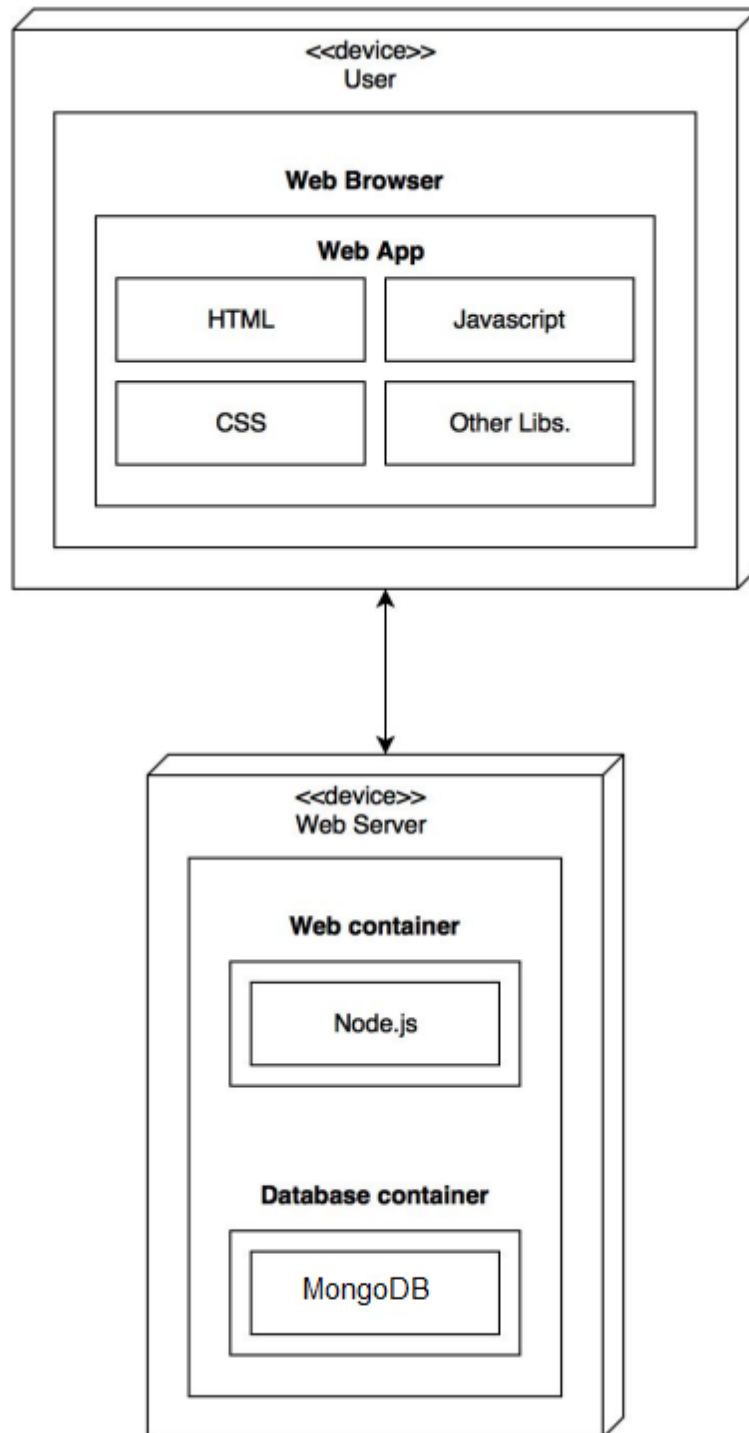 <<device>>
User
Web Browser
Web App
HTML
Javascript
CSS
Other Libs.
<<device>>
Web Server
Web container
Node.js
Database container
MongoDB